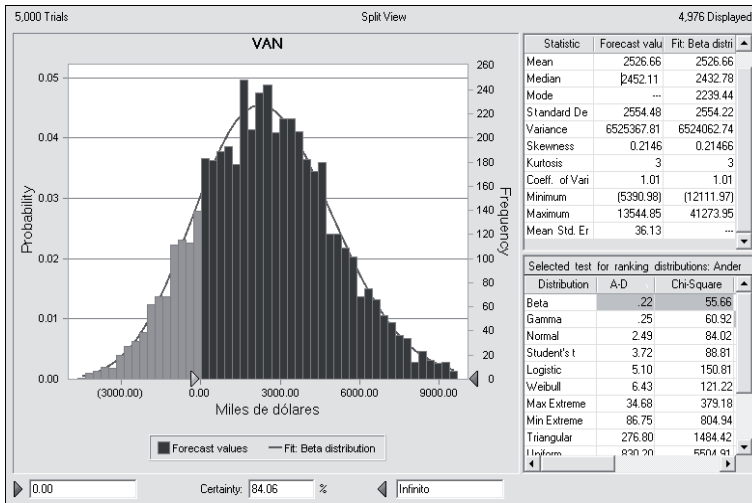 5,000 Trials Split View 4,976 Displayed
VAN
0.05
0.04
0.03
0.02
0.01
0.00
Probability
260
240
220
200
180
160
140
120
100
80
60
40
20
0
Frequency
(3000.00) 0.00 3000.00 6000.00 9000.00
Miles de dólares
Forecast values Fit: Beta distribution
0.00 Certainty: 84.06 % Infinito
Statistic Forecast valu Fit: Beta distri
Mean 2526.66 2526.66
Median 2452.11 2432.78
Mode --- 2239.44
Standard De 2554.48 2554.22
Variance 6525367.81 6524062.74
Skewness 0.2146 0.21466
Kurtosis 3 3
Coeff. of Vari 1.01 1.01
Minimum (5390.98) (12111.97)
Maximum 13544.85 41273.95
Mean Std. Er 36.13 ---
Selected test for ranking distributions: Ander
Distribution A-D Chi-Square
Beta .22 55.66
Gamma .25 60.92
Normal 2.49 84.02
Student's t 3.72 88.81
Logistic 5.10 150.81
Weibull 6.43 121.22
Max Extreme 34.68 379.18
Min Extreme 86.75 804.94
Triangular 276.80 1484.42
Uniform 830.20 5504.91